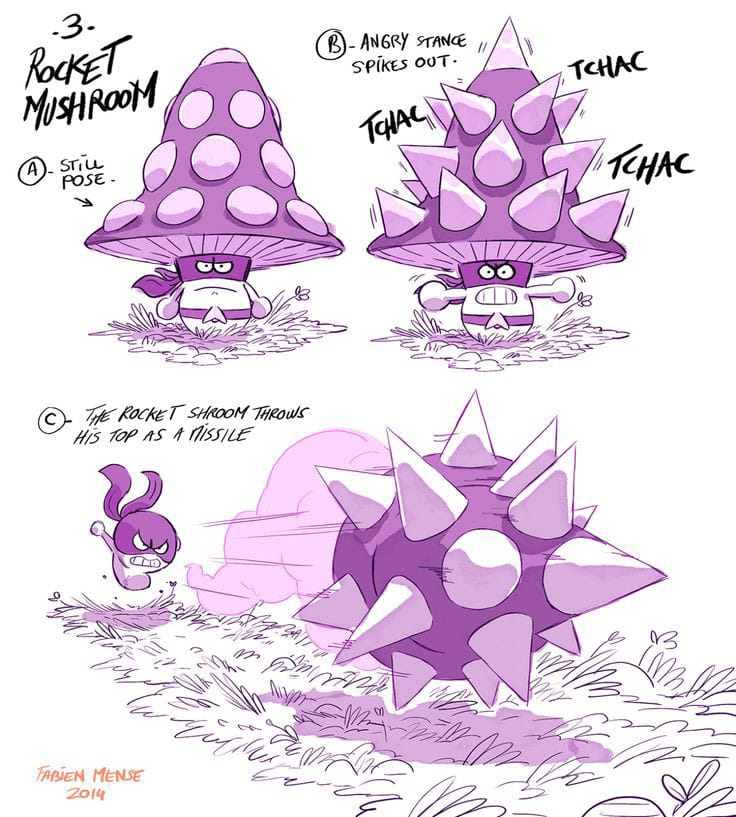 -3-
ROCKET
MUSHROOM
A - STILL
POSE.
B - ANGRY STANCE
SPIKES OUT.
TCHAC
TCHAC
TCHAC
C - THE ROCKET SHROOM THROWS
HIS TOP AS A MISSILE
FABIEN MENSE
2014